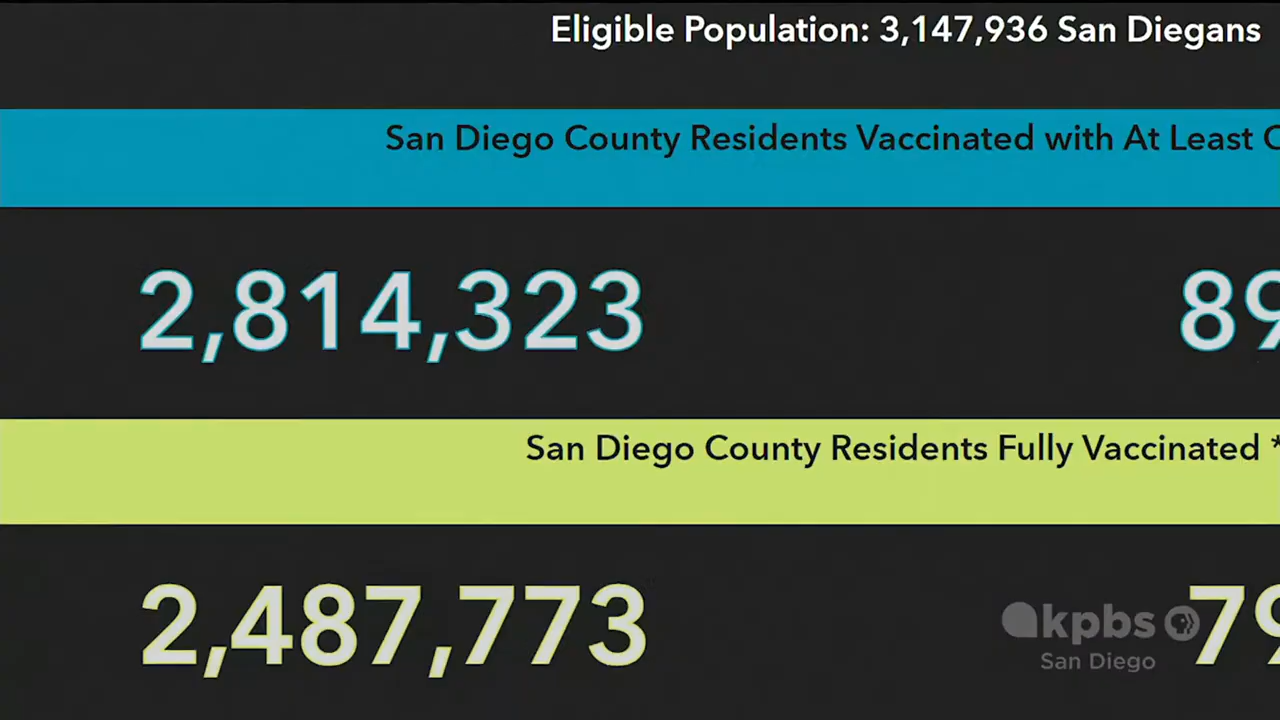 Eligible Population: 3,147,936 San Diegans
San Diego County Residents Vaccinated with At Least
2,814,323
89
San Diego County Residents Fully Vaccinated *
2,487,773
79
kpbs
San Diego